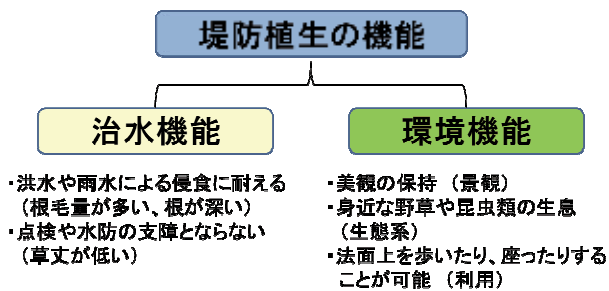 堤防植生の機能
治水機能
・洪水や雨水による侵食に耐える
（根毛量が多い、根が深い）
・点検や水防の支障とならない
（草丈が低い）
環境機能
・美観の保持 （景観）
・身近な野草や昆虫類の生息
（生態系）
・法面上を歩いたり、座ったりする
ことが可能 （利用）